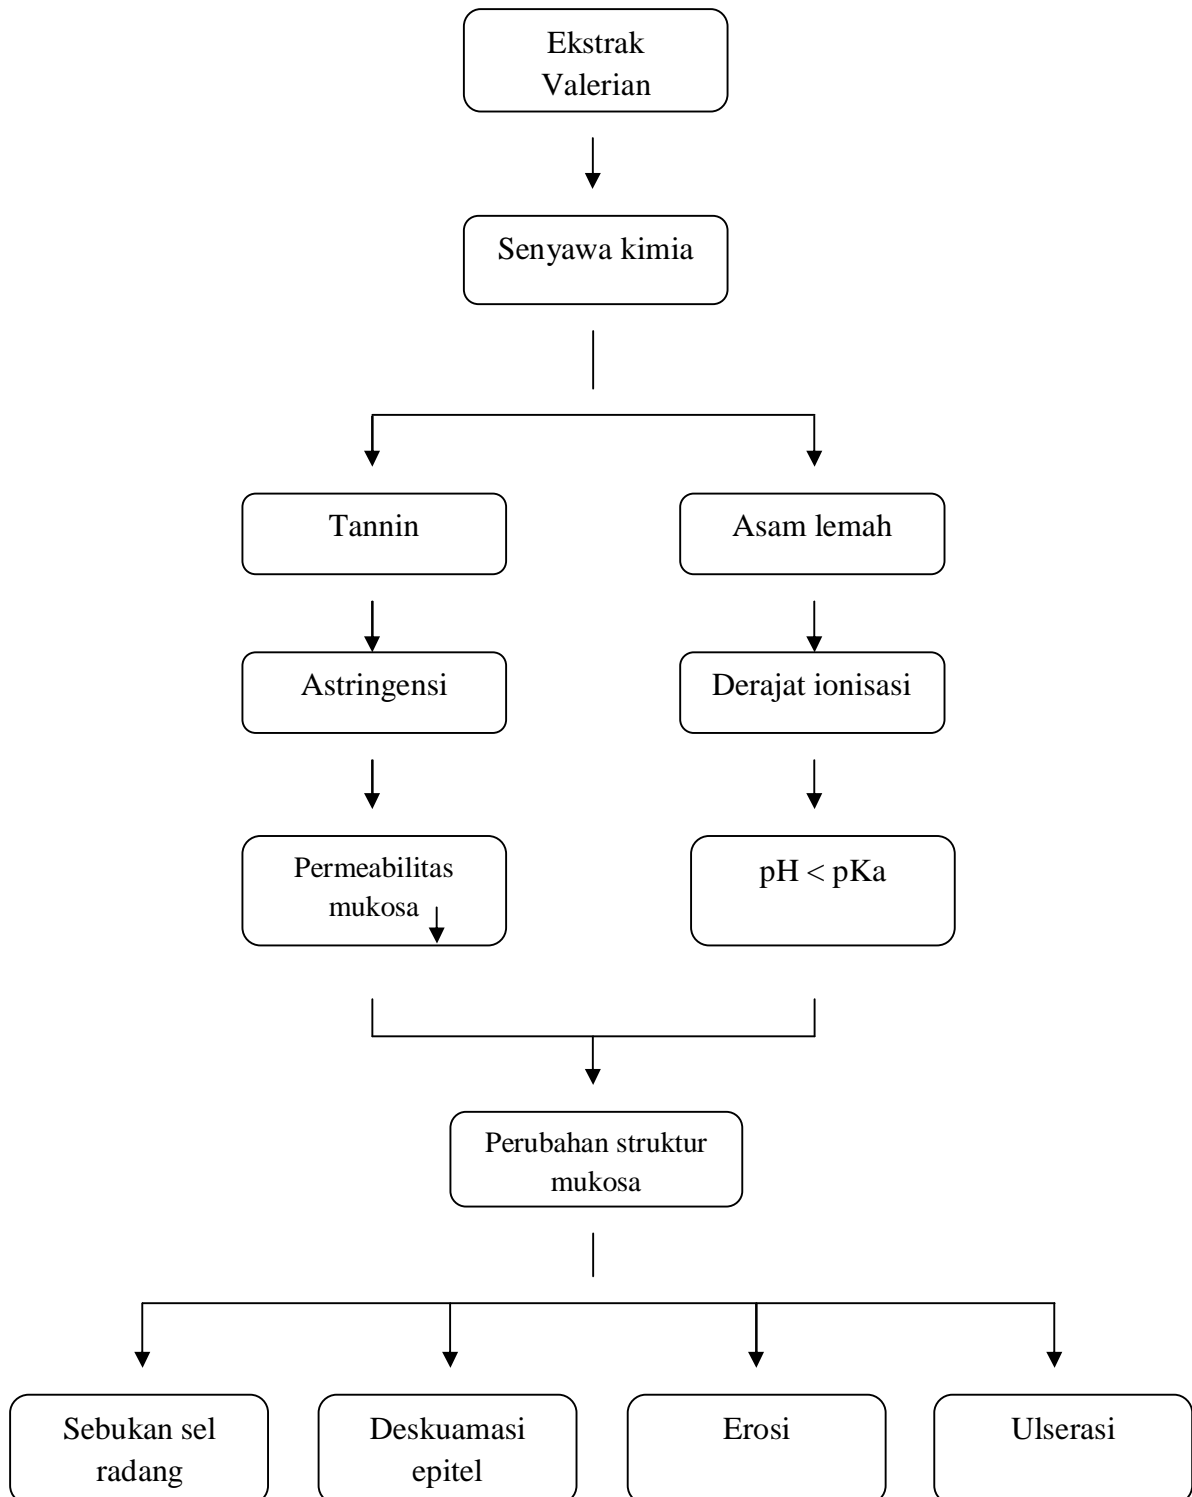 Ekstrak
Valerian
Senyawa kimia
Tannin
Asam lemah
Astringensi
Derajat ionisasi
Permeabilitas
mukosa
pH < pKa
Perubahan struktur
mukosa
Sebukan sel
radang
Deskuamasi
epitel
Erosi
Ulserasi